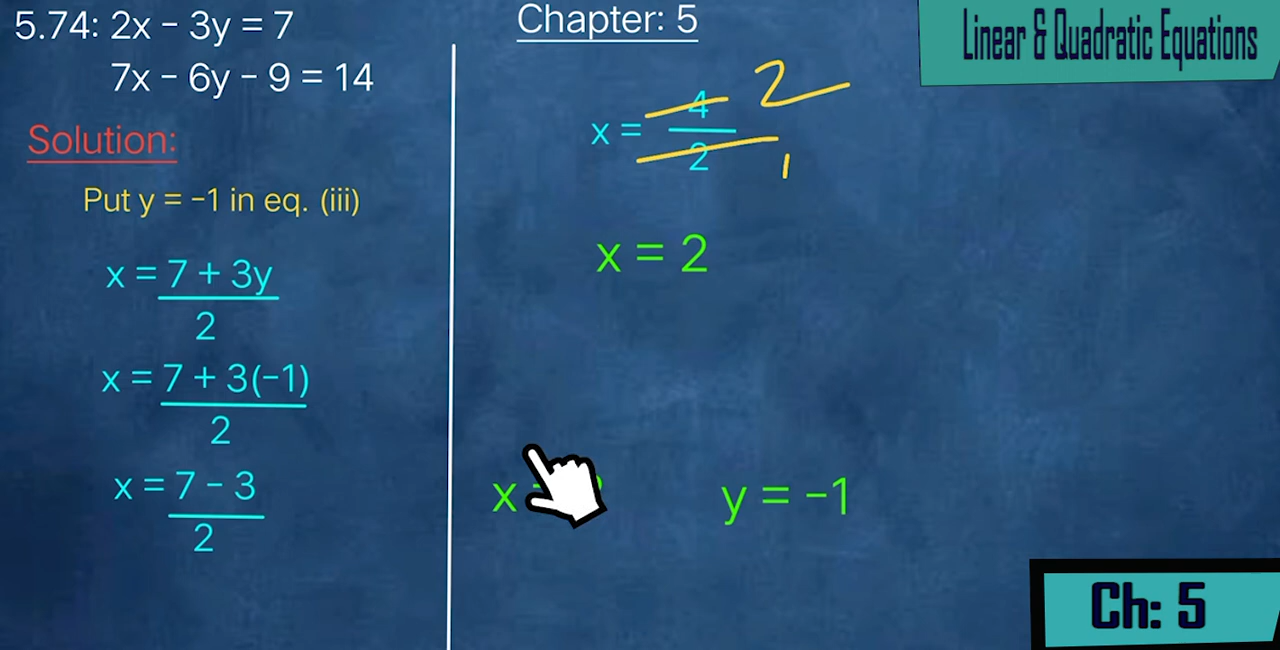 5.74: 2x − 3y = 7
7x − 6y − 9 = 14
Solution:
Put y = −1 in eq. (iii)
x = 7 + 3y
2
x = 7 + 3(−1)
2
x = 7 − 3
2
Chapter: 5
4 2
x =
2 1
x = 2
x
y = −1
Linear & Quadratic Equations
Ch: 5